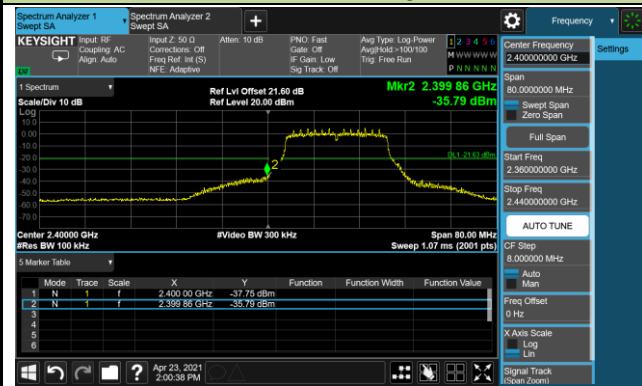 Spectrum Analyzer 1
Swept SA
Spectrum Analyzer 2
Swept SA
+
Frequency
KEYSIGHT
Input: RF
Coupling: AC
Align: Auto
Input Z: 50 Ω
Corrections: Off
Freq Ref: Int (S)
NFE: Adaptive
Atten: 10 dB
PNO: Fast
Gate: Off
IF Gain: Low
Sig Track: Off
Avg Type: Log-Power
Avg|Hold:>100/100
Trig: Free Run
1 2 3 4 5 6
M W W W W W
P N N N N N
Center Frequency
2.400000000 GHz
Settings
Span
80.0000000 MHz
Swept Span
Zero Span
Full Span
Start Freq
2.360000000 GHz
Stop Freq
2.440000000 GHz
AUTO TUNE
CF Step
8.000000 MHz
Auto
Man
Freq Offset
0 Hz
X Axis Scale
Log
Lin
Signal Track
(Span Zoom)
1 Spectrum
Scale/Div 10 dB
Ref Lvl Offset 21.60 dB
Ref Level 20.00 dBm
Mkr2 2.399 86 GHz
-35.79 dBm
Log
10.0
0.00
-10.0
-20.0
-30.0
-40.0
-50.0
-60.0
-70.0
2
DL1 -21.63 dBm
Center 2.40000 GHz
#Res BW 100 kHz
#Video BW 300 kHz
Span 80.00 MHz
Sweep 1.07 ms (2001 pts)
5 Marker Table
Mode Trace Scale X Y Function Function Width Function Value
1 N 1 f 2.400 00 GHz -37.75 dBm
2 N 1 f 2.399 86 GHz -35.79 dBm
3
4
5
6
?
Apr 23, 2021
2:00:38 PM